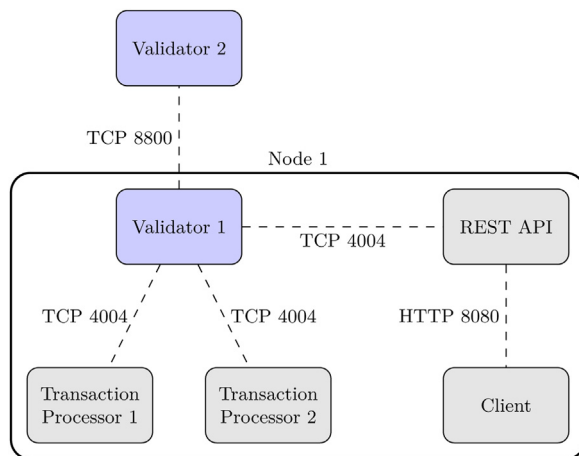 Validator 2
TCP 8800
Node 1
Validator 1
TCP 4004
REST API
TCP 4004
TCP 4004
HTTP 8080
Transaction
Processor 1
Transaction
Processor 2
Client